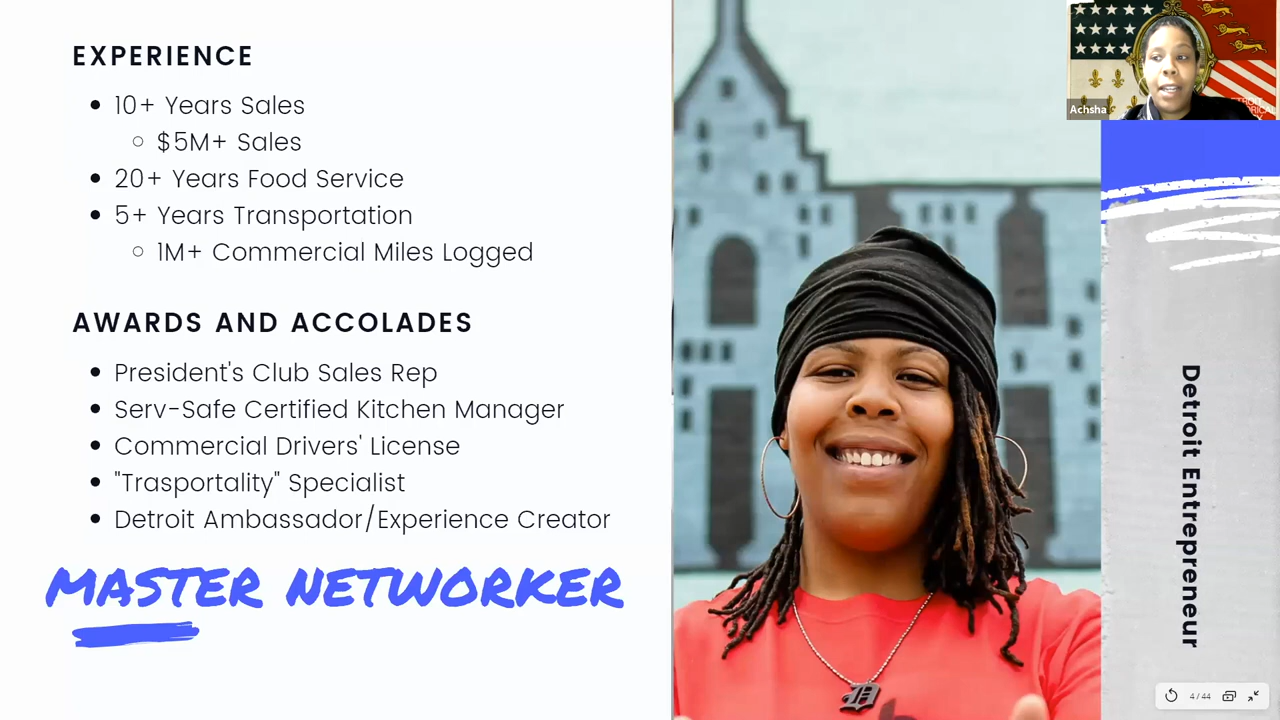 EXPERIENCE
10+ Years Sales
$5M+ Sales
20+ Years Food Service
5+ Years Transportation
1M+ Commercial Miles Logged
AWARDS AND ACCOLADES
President's Club Sales Rep
Serv-Safe Certified Kitchen Manager
Commercial Drivers' License
"Trasportality" Specialist
Detroit Ambassador/Experience Creator
MASTER NETWORKER
Achsha
Detroit Entrepreneur
D
4 / 44